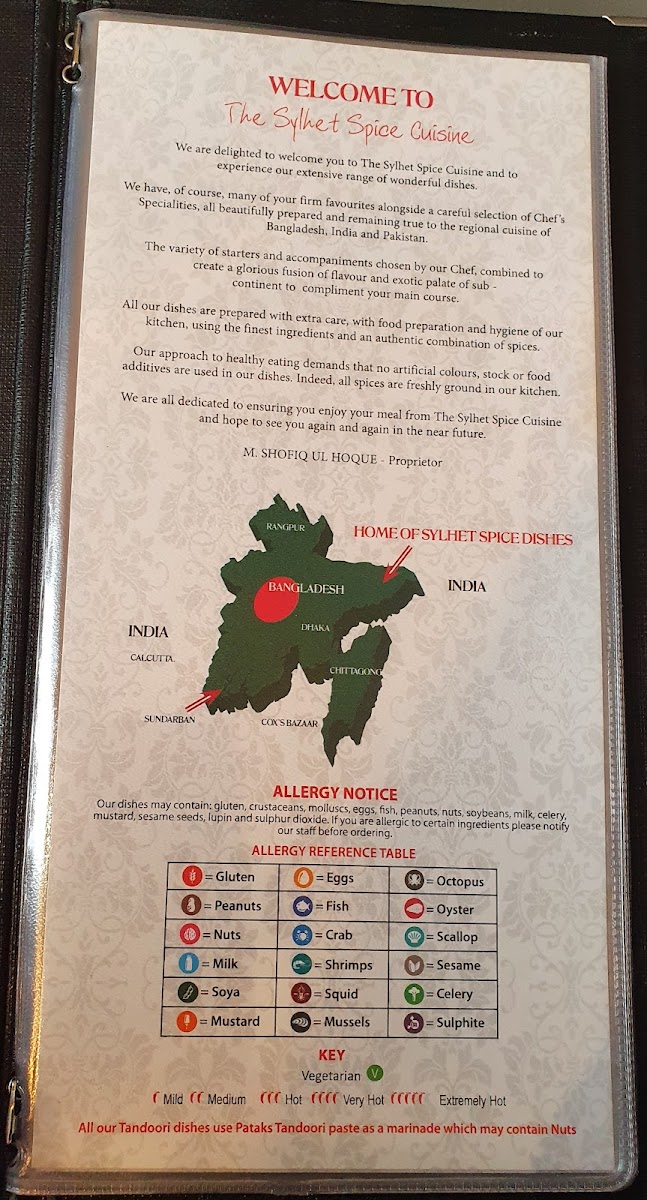 WELCOME TO
The Sylhet Spice Cuisine
We are delighted to welcome you to The Sylhet Spice Cuisine and to
experience our extensive range of wonderful dishes.
We have, of course, many of your firm favourites alongside a careful selection of Chef's
Specialities, all beautifully prepared and remaining true to the regional cuisine of
Bangladesh, India and Pakistan.
The variety of starters and accompaniments chosen by our Chef, combined to
create a glorious fusion of flavour and exotic palate of sub -
continent to compliment your main course.
All our dishes are prepared with extra care, with food preparation and hygiene of our
kitchen, using the finest ingredients and an authentic combination of spices.
Our approach to healthy eating demands that no artificial colours, stock or food
additives are used in our dishes. Indeed, all spices are freshly ground in our kitchen.
We are all dedicated to ensuring you enjoy your meal from The Sylhet Spice Cuisine
and hope to see you again and again in the near future.
M. SHOFIQ UL HOQUE - Proprietor
RANGPUR
HOME OF SYLHET SPICE DISHES
BANGLADESH
INDIA
DHAKA
INDIA
CALCUTTA
CHITTAGONG
SUNDARBAN
COX'S BAZAAR
ALLERGY NOTICE
Our dishes may contain: gluten, crustaceans, molluscs, eggs, fish, peanuts, nuts, soybeans, milk, celery,
mustard, sesame seeds, lupin and sulphur dioxide. If you are allergic to certain ingredients please notify
our staff before ordering.
ALLERGY REFERENCE TABLE
= Gluten = Eggs = Octopus
= Peanuts = Fish = Oyster
= Nuts = Crab = Scallop
= Milk = Shrimps = Sesame
= Soya = Squid = Celery
= Mustard = Mussels = Sulphite
KEY
Vegetarian V
Mild Medium Hot Very Hot Extremely Hot
All our Tandoori dishes use Pataks Tandoori paste as a marinade which may contain Nuts